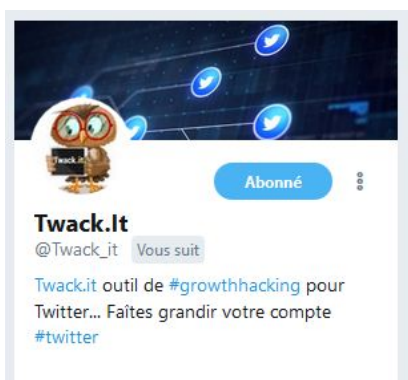 Twack.it
Abonné
Twack.It
@Twack_it Vous suit
Twack.it outil de #growthhacking pour
Twitter... Faîtes grandir votre compte
#twitter